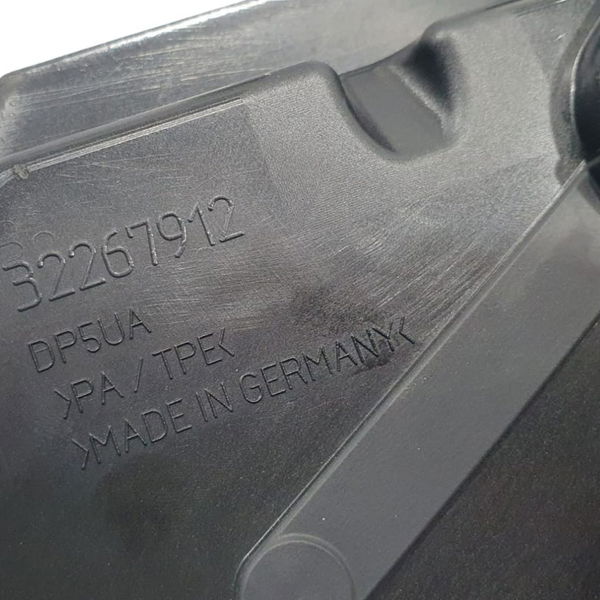 32267912
DP5UA
>PA / TPE<
>MADE IN GERMANY<